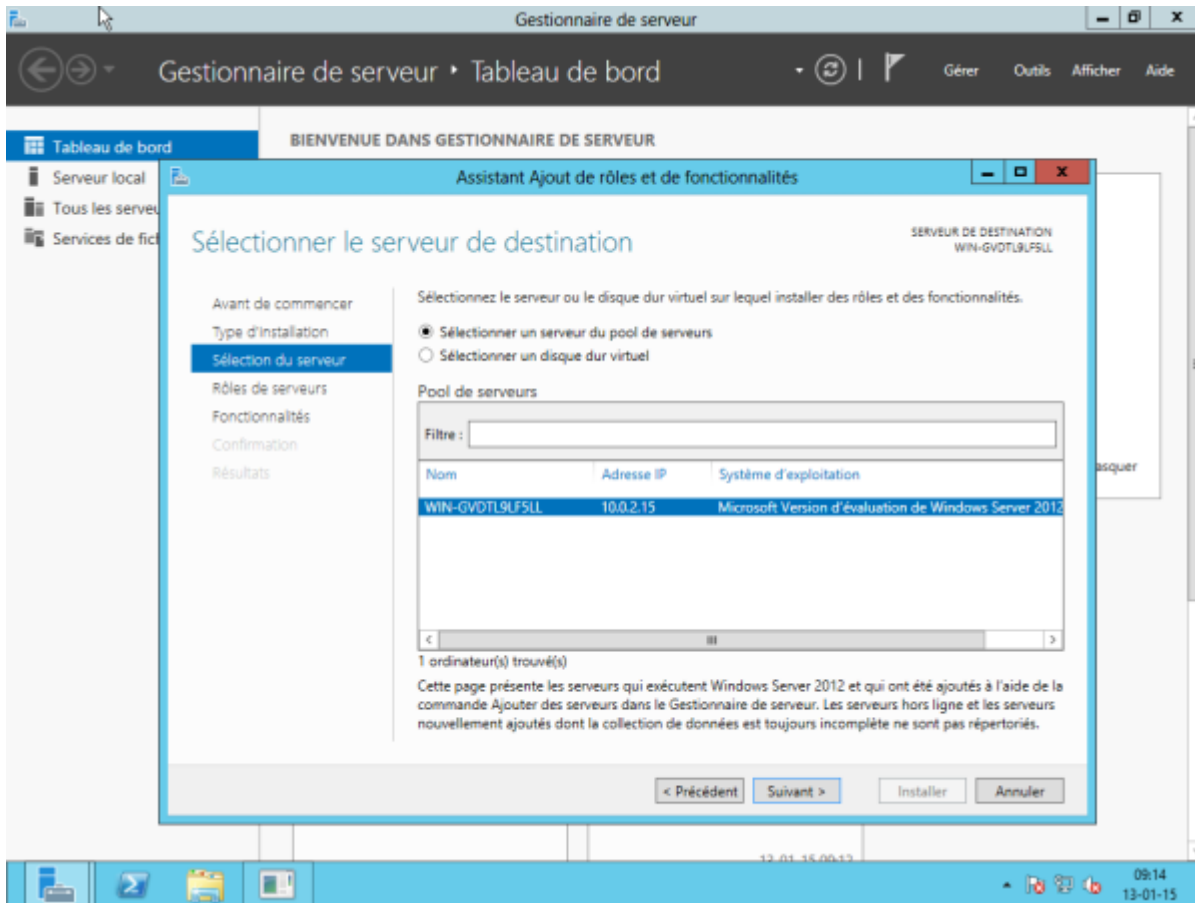 Gestionnaire de serveur
Gestionnaire de serveur ‣ Tableau de bord
Gérer Outils Afficher Aide
Tableau de bord
BIENVENUE DANS GESTIONNAIRE DE SERVEUR
Serveur local
Tous les serveu
Services de fich
Assistant Ajout de rôles et de fonctionnalités
Sélectionner le serveur de destination
SERVEUR DE DESTINATION
WIN-GVDTL9LF5LL
Avant de commencer
Type d'installation
Sélection du serveur
Rôles de serveurs
Fonctionnalités
Confirmation
Résultats
Sélectionnez le serveur ou le disque dur virtuel sur lequel installer des rôles et des fonctionnalités.
Sélectionner un serveur du pool de serveurs
Sélectionner un disque dur virtuel
Pool de serveurs
Filtre :
Nom Adresse IP Système d'exploitation
WIN-GVDTL9LF5LL 10.0.2.15 Microsoft Version d'évaluation de Windows Server 2012
1 ordinateur(s) trouvé(s)
Cette page présente les serveurs qui exécutent Windows Server 2012 et qui ont été ajoutés à l'aide de la
commande Ajouter des serveurs dans le Gestionnaire de serveur. Les serveurs hors ligne et les serveurs
nouvellement ajoutés dont la collection de données est toujours incomplète ne sont pas répertoriés.
asquer
< Précédent Suivant > Installer Annuler
13-01-15 09:12
09:14
13-01-15